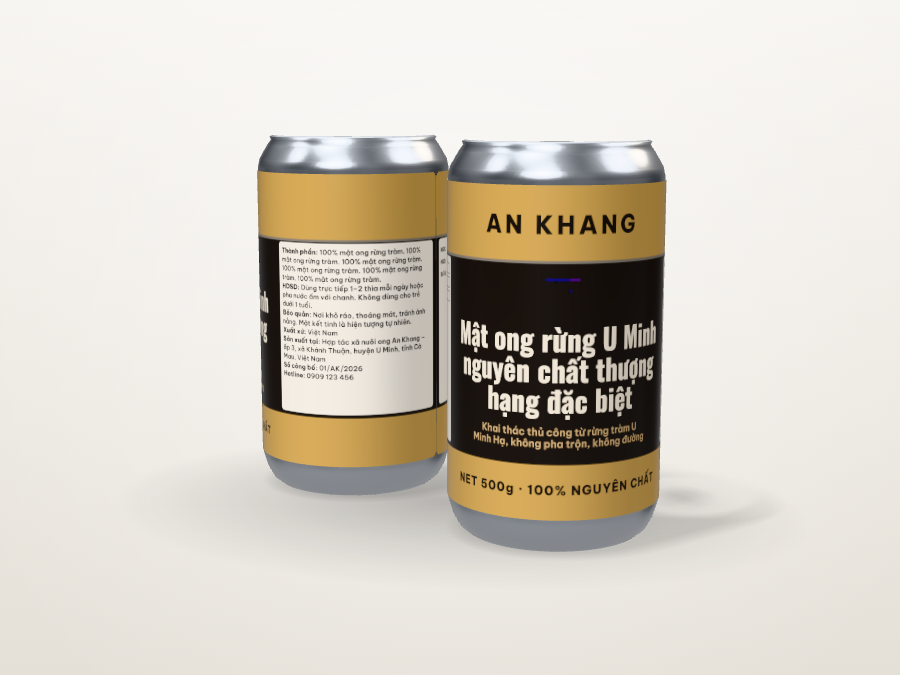 AN KHANG
Mật ong rừng U Minh
nguyên chất thượng
hạng đặc biệt
Khai thác thủ công từ rừng tràm U
Minh Hạ, không pha trộn, không đường
NET 500g · 100% NGUYÊN CHẤT
Thành phần: 100% mật ong rừng tràm. 100%
mật ong rừng tràm. 100% mật ong rừng tràm.
100% mật ong rừng tràm. 100% mật ong rừng
tràm. 100% mật ong rừng tràm.
HDSD: Dùng trực tiếp 1–2 thìa mỗi ngày hoặc
pha nước ấm với chanh. Không dùng cho trẻ
dưới 1 tuổi.
Bảo quản: Nơi khô ráo, thoáng mát, tránh ánh
nắng. Mật kết tinh là hiện tượng tự nhiên.
Xuất xứ: Việt Nam
Sản xuất tại: Hợp tác xã nuôi ong An Khang –
ấp 3, xã Khánh Thuận, huyện U Minh, tỉnh Cà
Mau, Việt Nam
Số công bố: 01/AK/2026
Hotline: 0909 123 456